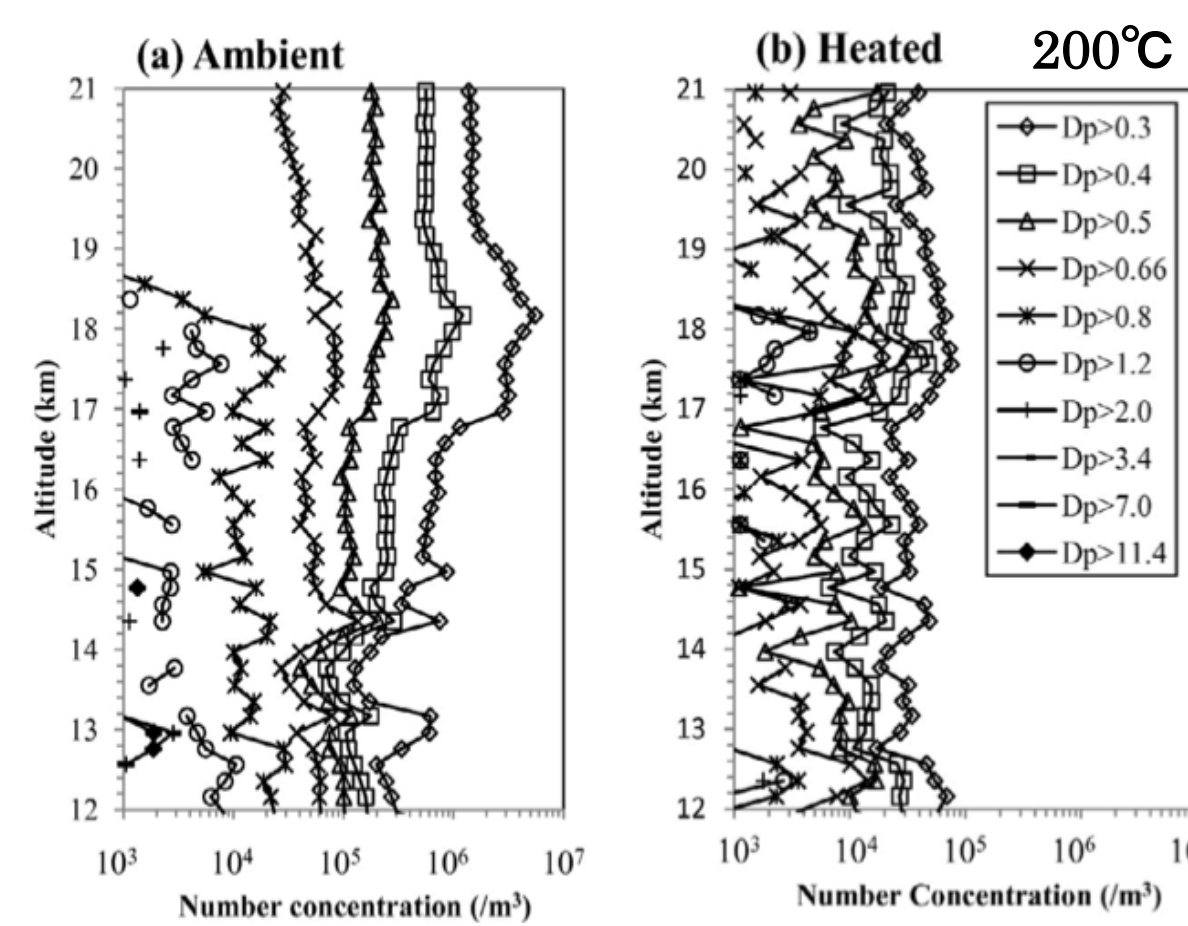 (a) Ambient
21
20
19
18
17
16
15
14
13
12
Altitude (km)
10³ 10⁴ 10⁵ 10⁶ 10⁷
Number concentration (/m³)
(b) Heated 200℃
21
20
19
18
17
16
15
14
13
12
Altitude (km)
Dp>0.3
Dp>0.4
Dp>0.5
Dp>0.66
Dp>0.8
Dp>1.2
Dp>2.0
Dp>3.4
Dp>7.0
Dp>11.4
10³ 10⁴ 10⁵ 10⁶
Number Concentration (/m³)